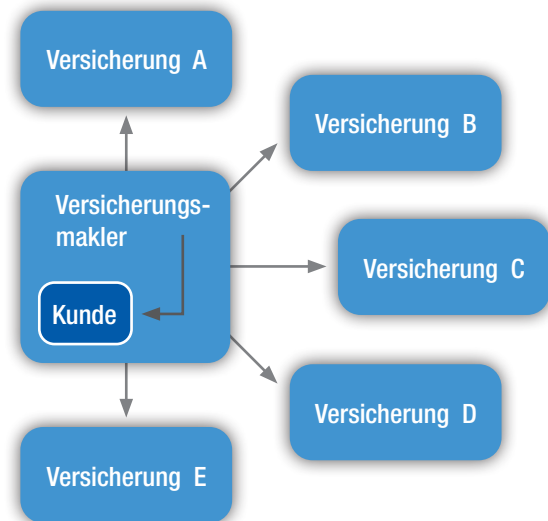 Versicherung A
Versicherung B
Versicherungs-
makler
Versicherung C
Kunde
Versicherung D
Versicherung E